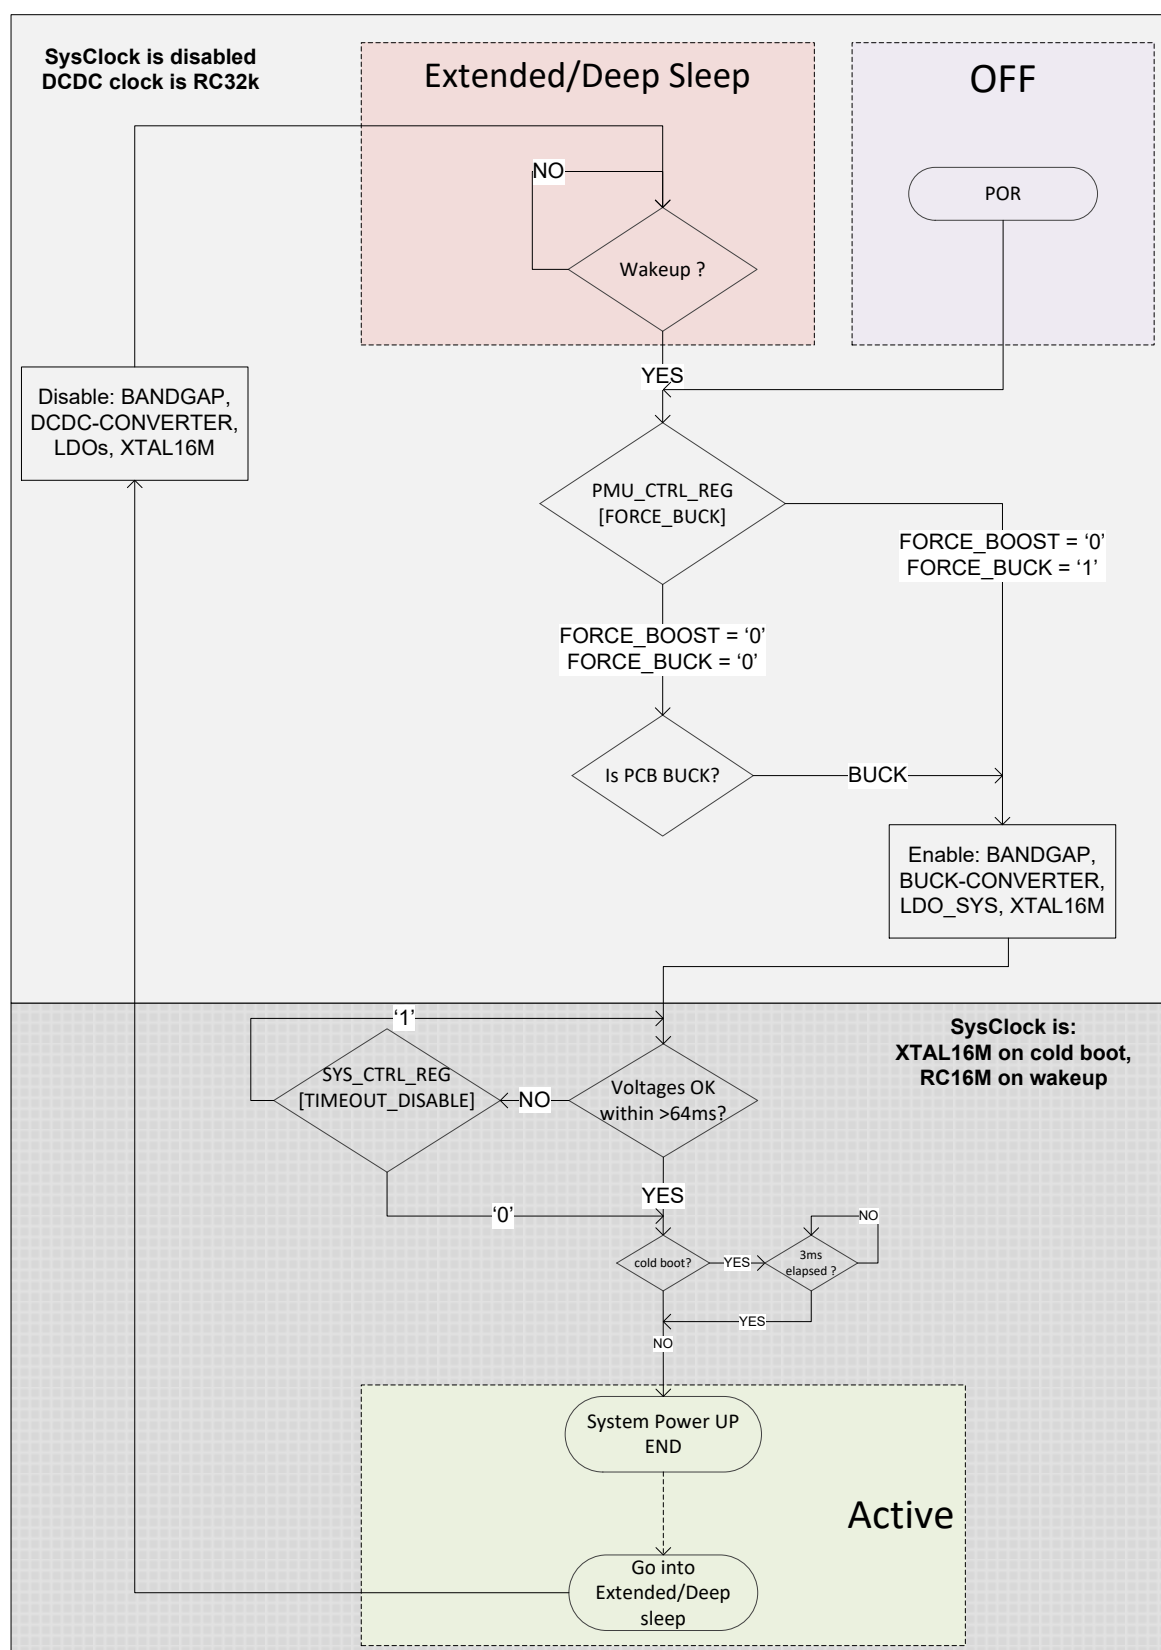 SysClock is disabled
DCDC clock is RC32k
Extended/Deep Sleep
OFF
NO
POR
Wakeup ?
YES
Disable: BANDGAP,
DCDC-CONVERTER,
LDOs, XTAL16M
PMU_CTRL_REG
[FORCE_BUCK]
FORCE_BOOST = ‘0’
FORCE_BUCK = ‘1’
FORCE_BOOST = ‘0’
FORCE_BUCK = ‘0’
Is PCB BUCK?
BUCK
Enable: BANDGAP,
BUCK-CONVERTER,
LDO_SYS, XTAL16M
‘1’
SysClock is:
XTAL16M on cold boot,
RC16M on wakeup
SYS_CTRL_REG
[TIMEOUT_DISABLE]
NO
Voltages OK
within >64ms?
YES
‘0’
NO
cold boot?
YES
3ms
elapsed ?
YES
NO
System Power UP
END
Active
Go into
Extended/Deep
sleep